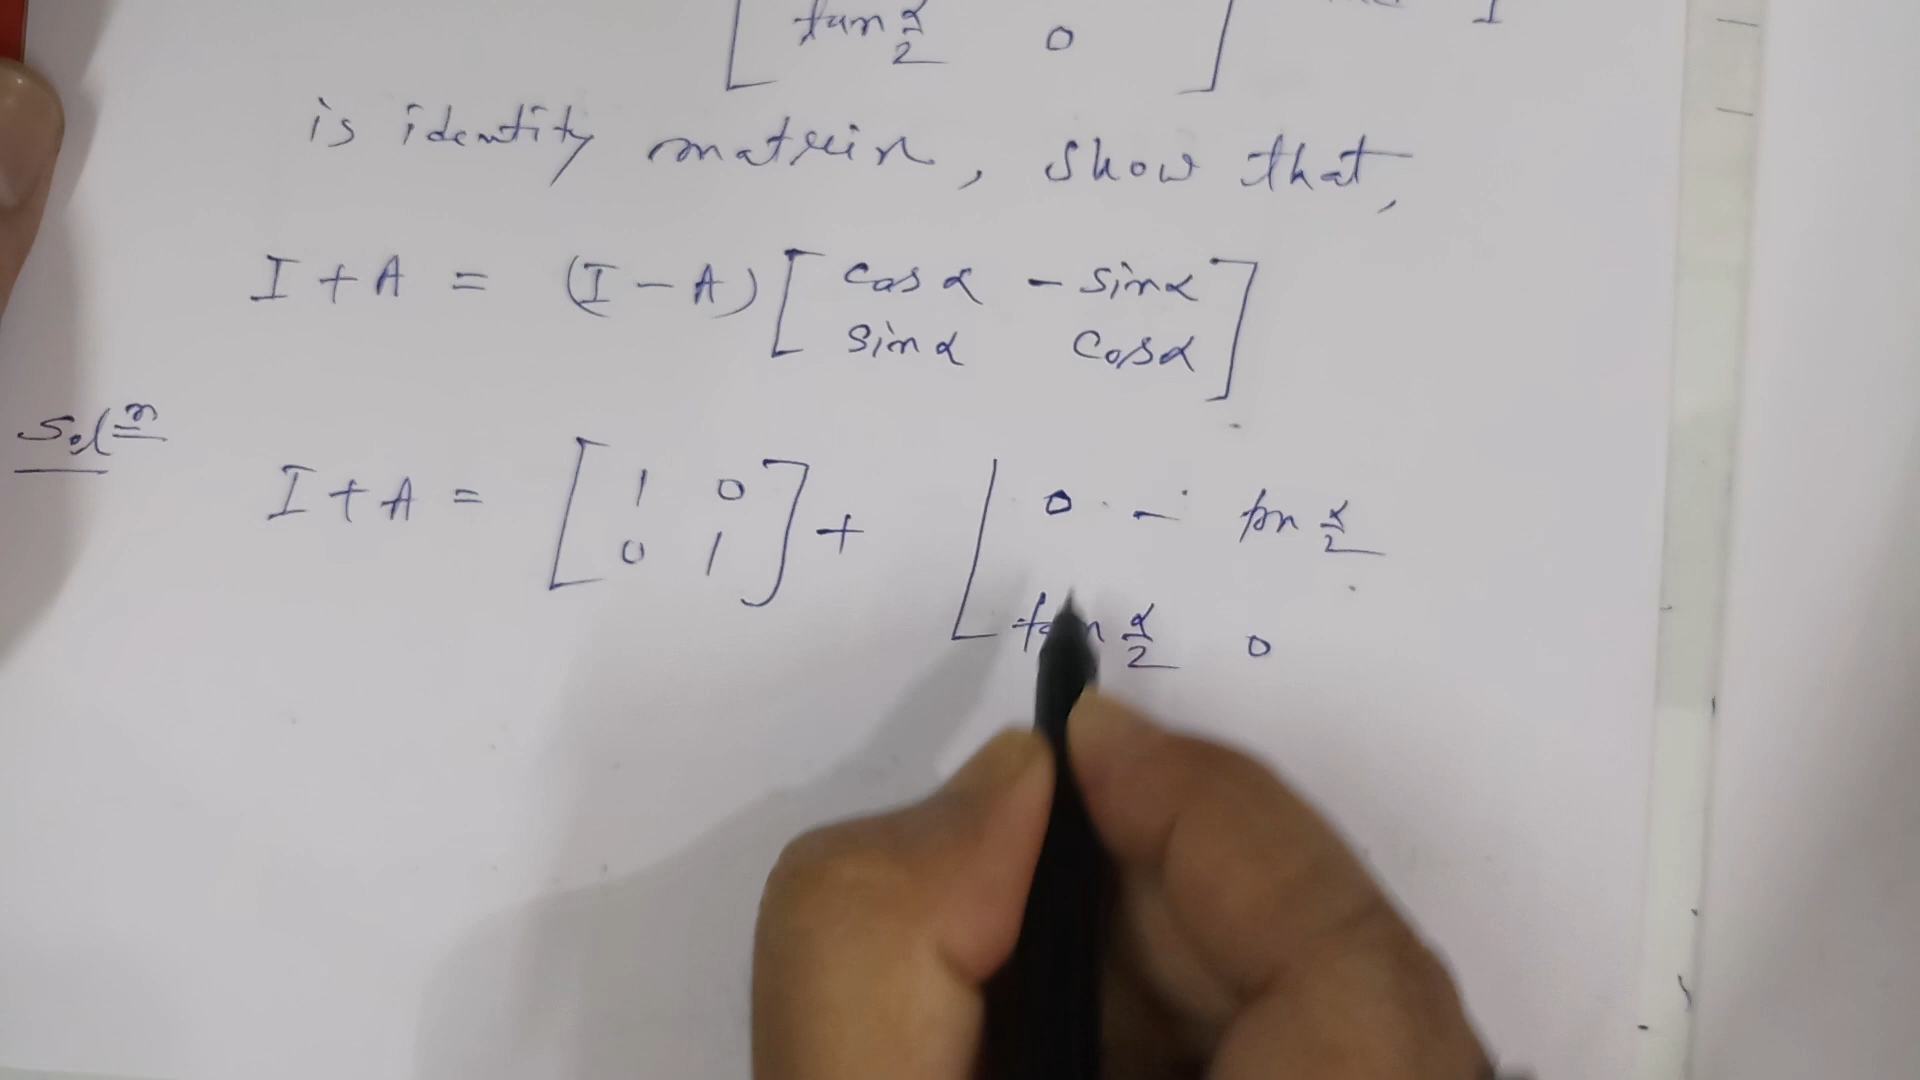 tan α/2 0 I
is identity matrix, show that,
I + A = (I - A) [ cos α - sin α
sin α cos α ]
Sol n
I + A = [ 1 0
0 1 ] + [ 0 - tan α/2
tan α/2 0